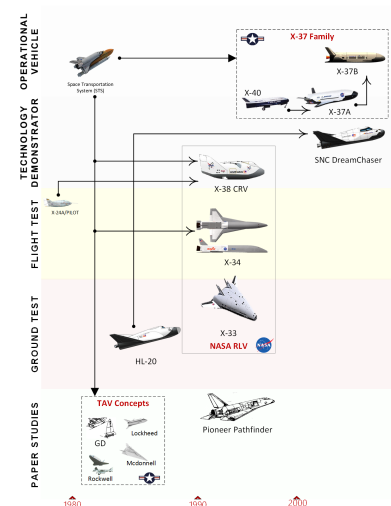 OPERATIONAL
VEHICLE
X-37 Family
X-37B
Space Transportation
System (STS)
X-40
X-37A
TECHNOLOGY
DEMONSTRATOR
SNC DreamChaser
X-38 CRV
X-24A/PILOT
FLIGHT TEST
X-34
GROUND TEST
X-33
NASA RLV
NASA
HL-20
PAPER STUDIES
TAV Concepts
Lockheed
GD
Mcdonnell
Rockwell
Pioneer Pathfinder
1980
1990
2000